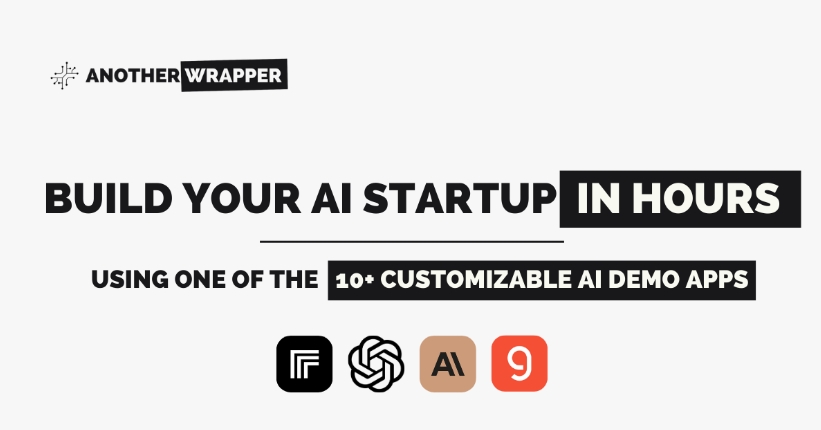 ANOTHER WRAPPER
BUILD YOUR AI STARTUP IN HOURS
USING ONE OF THE 10+ CUSTOMIZABLE AI DEMO APPS
A\
g